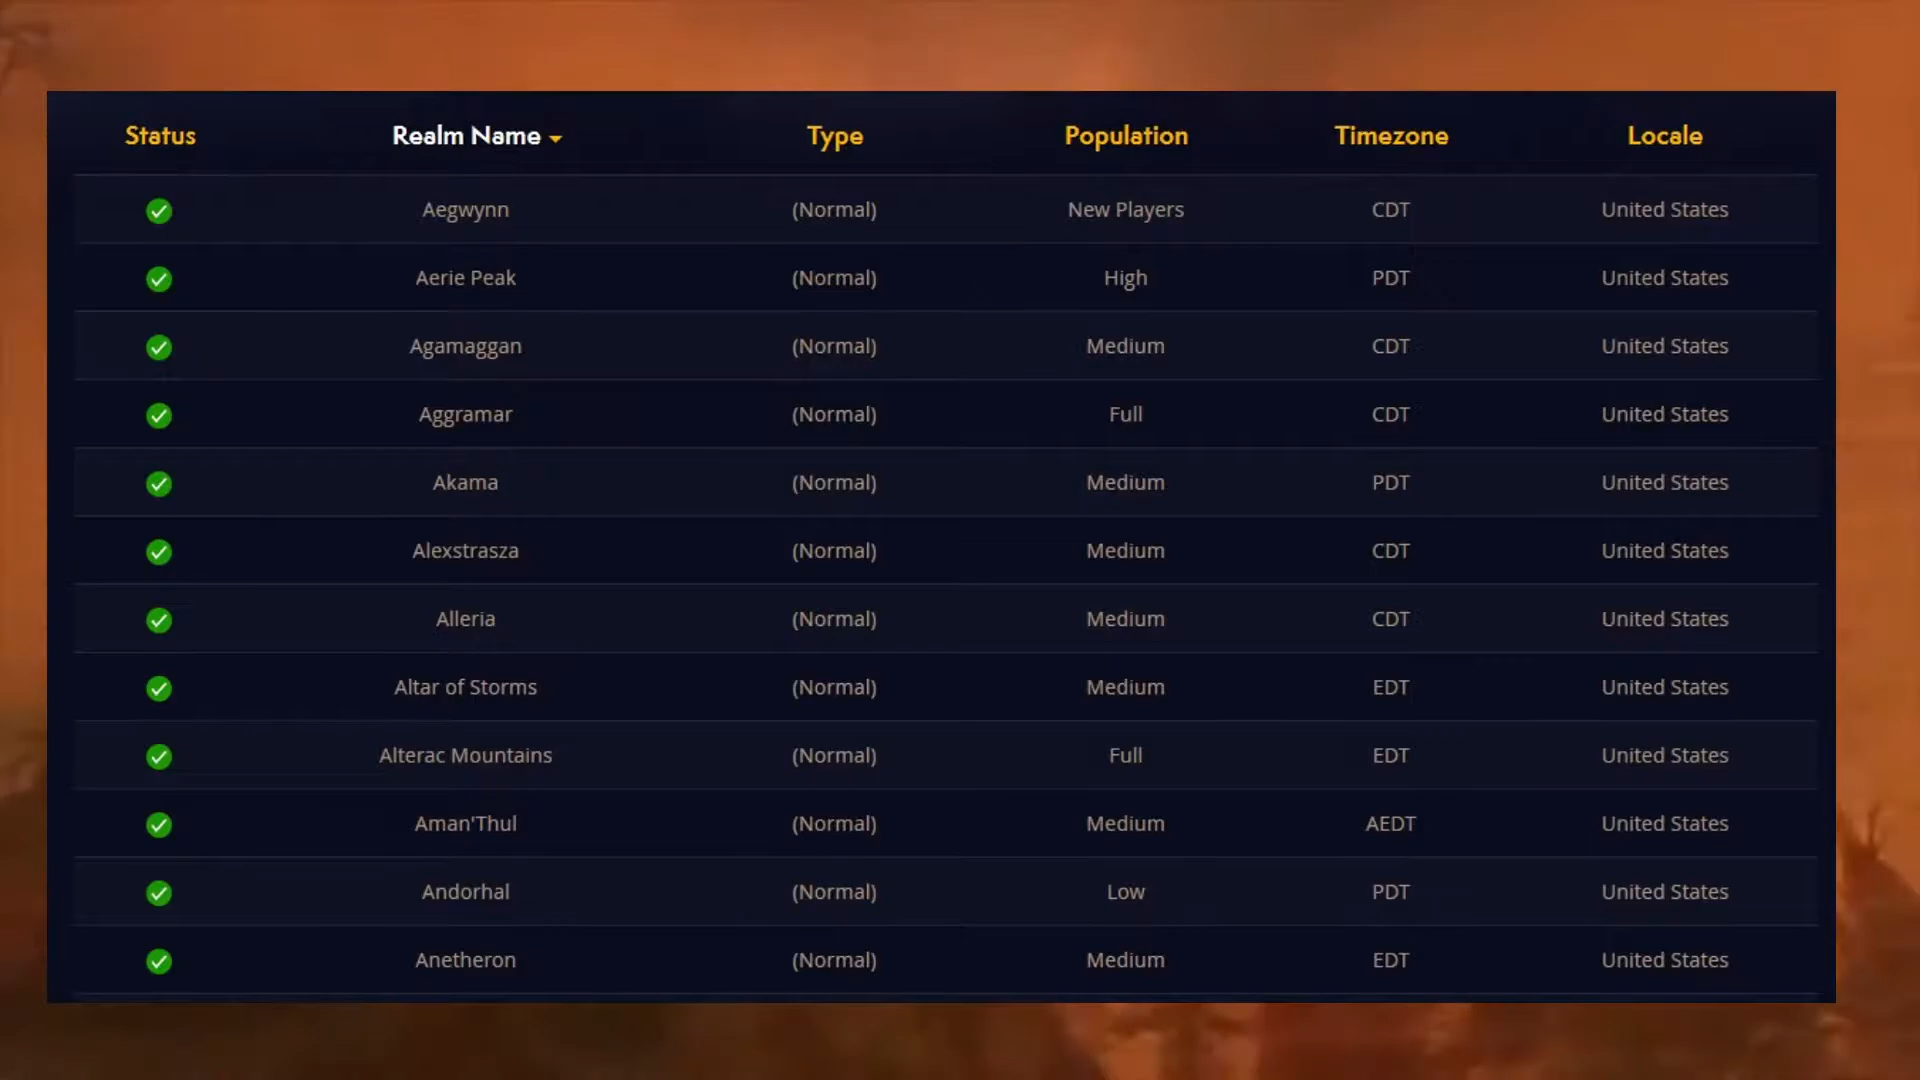 Status Realm Name Type Population Timezone Locale
Aegwynn (Normal) New Players CDT United States
Aerie Peak (Normal) High PDT United States
Agamaggan (Normal) Medium CDT United States
Aggramar (Normal) Full CDT United States
Akama (Normal) Medium PDT United States
Alexstrasza (Normal) Medium CDT United States
Alleria (Normal) Medium CDT United States
Altar of Storms (Normal) Medium EDT United States
Alterac Mountains (Normal) Full EDT United States
Aman'Thul (Normal) Medium AEDT United States
Andorhal (Normal) Low PDT United States
Anetheron (Normal) Medium EDT United States